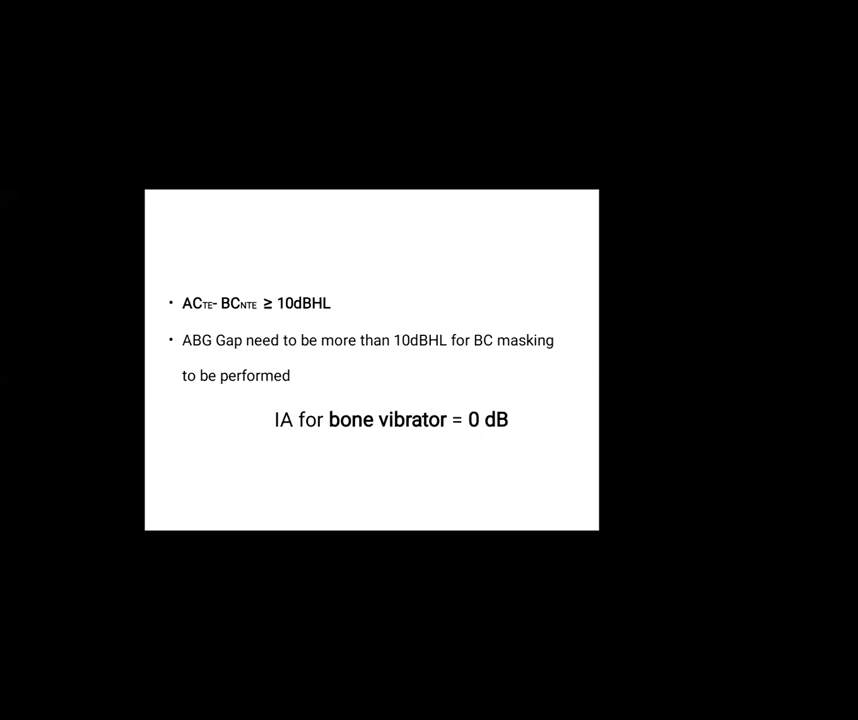 • ACTE- BCNTE ≥ 10dBHL
• ABG Gap need to be more than 10dBHL for BC masking
to be performed
IA for bone vibrator = 0 dB